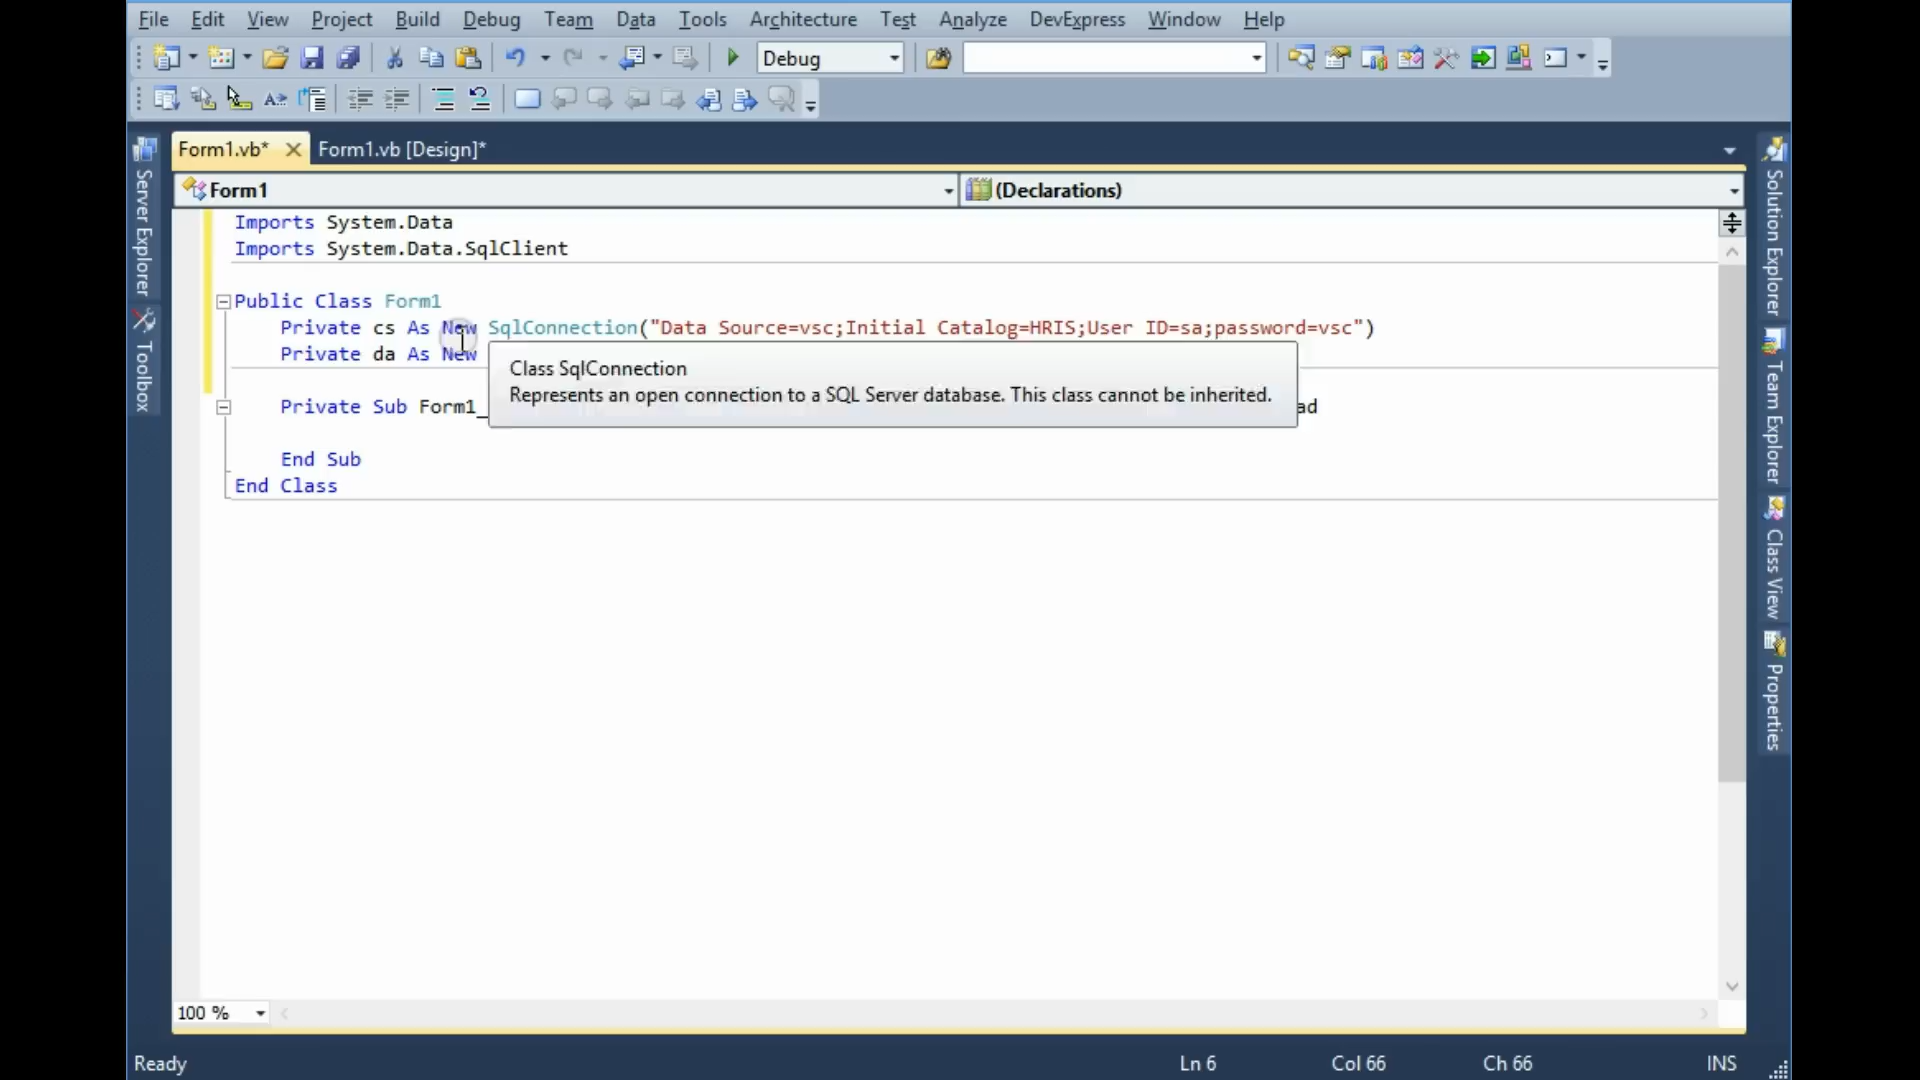 File Edit View Project Build Debug Team Data Tools Architecture Test Analyze DevExpress Window Help
Debug
Form1.vb* Form1.vb [Design]*
Form1 (Declarations)
Server Explorer
Toolbox
Imports System.Data
Imports System.Data.SqlClient
Public Class Form1
Private cs As New SqlConnection("Data Source=vsc;Initial Catalog=HRIS;User ID=sa;password=vsc")
Private da As New
Class SqlConnection
Represents an open connection to a SQL Server database. This class cannot be inherited.
Private Sub Form1_ ad
End Sub
End Class
Solution Explorer
Team Explorer
Class View
Properties
100 %
Ready Ln 6 Col 66 Ch 66 INS